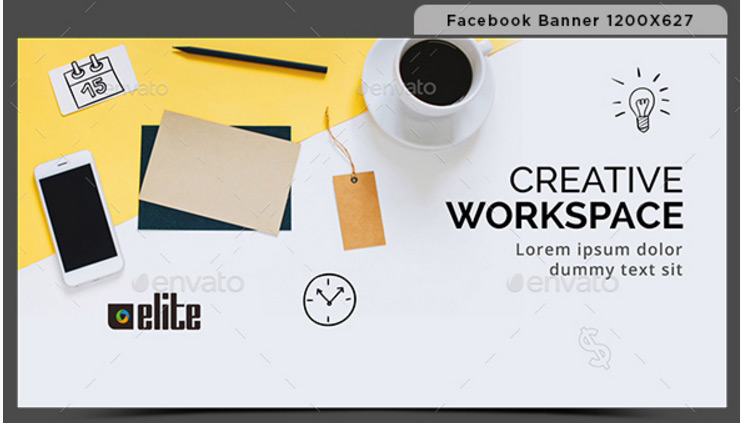 Facebook Banner 1200X627
15
envato
envato
CREATIVE
WORKSPACE
Lorem ipsum dolor
dummy text sit
envato
envato
elite
$